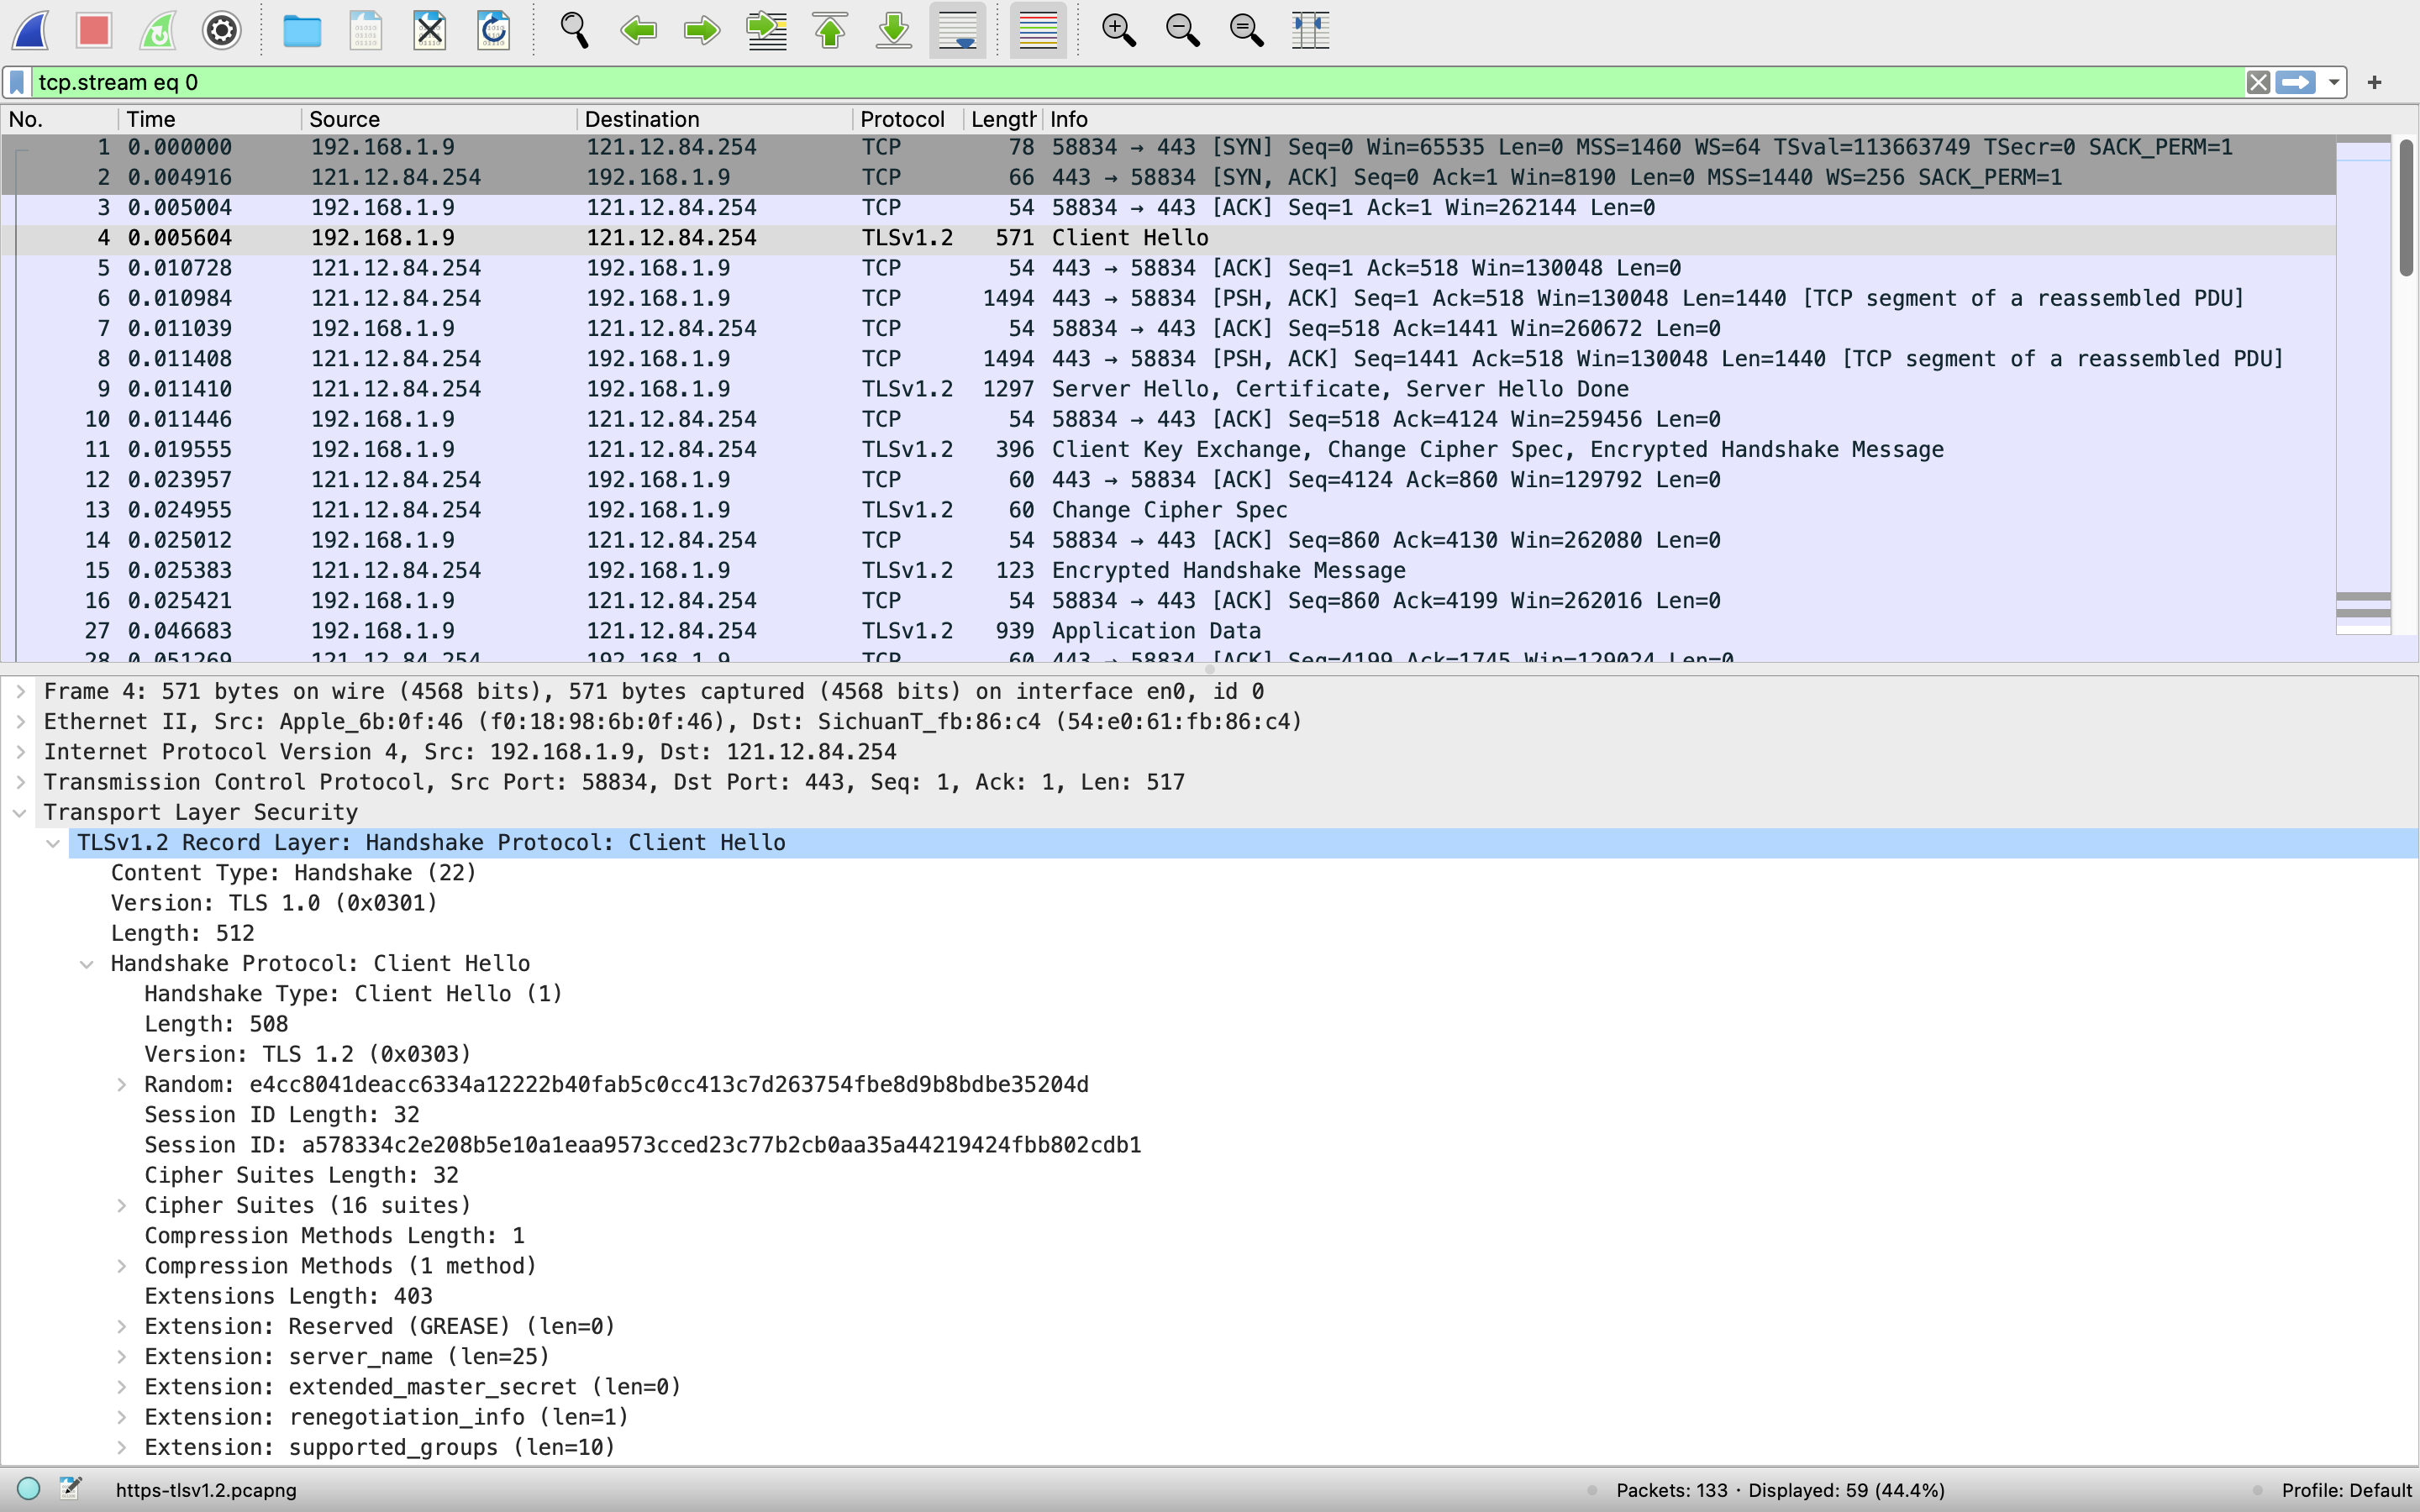 tcp.stream eq 0
No. Time Source Destination Protocol Length Info
1 0.000000 192.168.1.9 121.12.84.254 TCP 78 58834 → 443 [SYN] Seq=0 Win=65535 Len=0 MSS=1460 WS=64 TSval=113663749 TSecr=0 SACK_PERM=1
2 0.004916 121.12.84.254 192.168.1.9 TCP 66 443 → 58834 [SYN, ACK] Seq=0 Ack=1 Win=8190 Len=0 MSS=1440 WS=256 SACK_PERM=1
3 0.005004 192.168.1.9 121.12.84.254 TCP 54 58834 → 443 [ACK] Seq=1 Ack=1 Win=262144 Len=0
4 0.005604 192.168.1.9 121.12.84.254 TLSv1.2 571 Client Hello
5 0.010728 121.12.84.254 192.168.1.9 TCP 54 443 → 58834 [ACK] Seq=1 Ack=518 Win=130048 Len=0
6 0.010984 121.12.84.254 192.168.1.9 TCP 1494 443 → 58834 [PSH, ACK] Seq=1 Ack=518 Win=130048 Len=1440 [TCP segment of a reassembled PDU]
7 0.011039 192.168.1.9 121.12.84.254 TCP 54 58834 → 443 [ACK] Seq=518 Ack=1441 Win=260672 Len=0
8 0.011408 121.12.84.254 192.168.1.9 TCP 1494 443 → 58834 [PSH, ACK] Seq=1441 Ack=518 Win=130048 Len=1440 [TCP segment of a reassembled PDU]
9 0.011410 121.12.84.254 192.168.1.9 TLSv1.2 1297 Server Hello, Certificate, Server Hello Done
10 0.011446 192.168.1.9 121.12.84.254 TCP 54 58834 → 443 [ACK] Seq=518 Ack=4124 Win=259456 Len=0
11 0.019555 192.168.1.9 121.12.84.254 TLSv1.2 396 Client Key Exchange, Change Cipher Spec, Encrypted Handshake Message
12 0.023957 121.12.84.254 192.168.1.9 TCP 60 443 → 58834 [ACK] Seq=4124 Ack=860 Win=129792 Len=0
13 0.024955 121.12.84.254 192.168.1.9 TLSv1.2 60 Change Cipher Spec
14 0.025012 192.168.1.9 121.12.84.254 TCP 54 58834 → 443 [ACK] Seq=860 Ack=4130 Win=262080 Len=0
15 0.025383 121.12.84.254 192.168.1.9 TLSv1.2 123 Encrypted Handshake Message
16 0.025421 192.168.1.9 121.12.84.254 TCP 54 58834 → 443 [ACK] Seq=860 Ack=4199 Win=262016 Len=0
27 0.046683 192.168.1.9 121.12.84.254 TLSv1.2 939 Application Data
28 0.051269 121.12.84.254 192.168.1.9 TCP 60 443 → 58834 [ACK] Seq=4199 Ack=1745 Win=129024 Len=0
Frame 4: 571 bytes on wire (4568 bits), 571 bytes captured (4568 bits) on interface en0, id 0
Ethernet II, Src: Apple_6b:0f:46 (f0:18:98:6b:0f:46), Dst: SichuanT_fb:86:c4 (54:e0:61:fb:86:c4)
Internet Protocol Version 4, Src: 192.168.1.9, Dst: 121.12.84.254
Transmission Control Protocol, Src Port: 58834, Dst Port: 443, Seq: 1, Ack: 1, Len: 517
Transport Layer Security
TLSv1.2 Record Layer: Handshake Protocol: Client Hello
Content Type: Handshake (22)
Version: TLS 1.0 (0x0301)
Length: 512
Handshake Protocol: Client Hello
Handshake Type: Client Hello (1)
Length: 508
Version: TLS 1.2 (0x0303)
Random: e4cc8041deacc6334a12222b40fab5c0cc413c7d263754fbe8d9b8bdbe35204d
Session ID Length: 32
Session ID: a578334c2e208b5e10a1eaa9573cced23c77b2cb0aa35a44219424fbb802cdb1
Cipher Suites Length: 32
Cipher Suites (16 suites)
Compression Methods Length: 1
Compression Methods (1 method)
Extensions Length: 403
Extension: Reserved (GREASE) (len=0)
Extension: server_name (len=25)
Extension: extended_master_secret (len=0)
Extension: renegotiation_info (len=1)
Extension: supported_groups (len=10)
https-tlsv1.2.pcapng Packets: 133 · Displayed: 59 (44.4%) Profile: Default